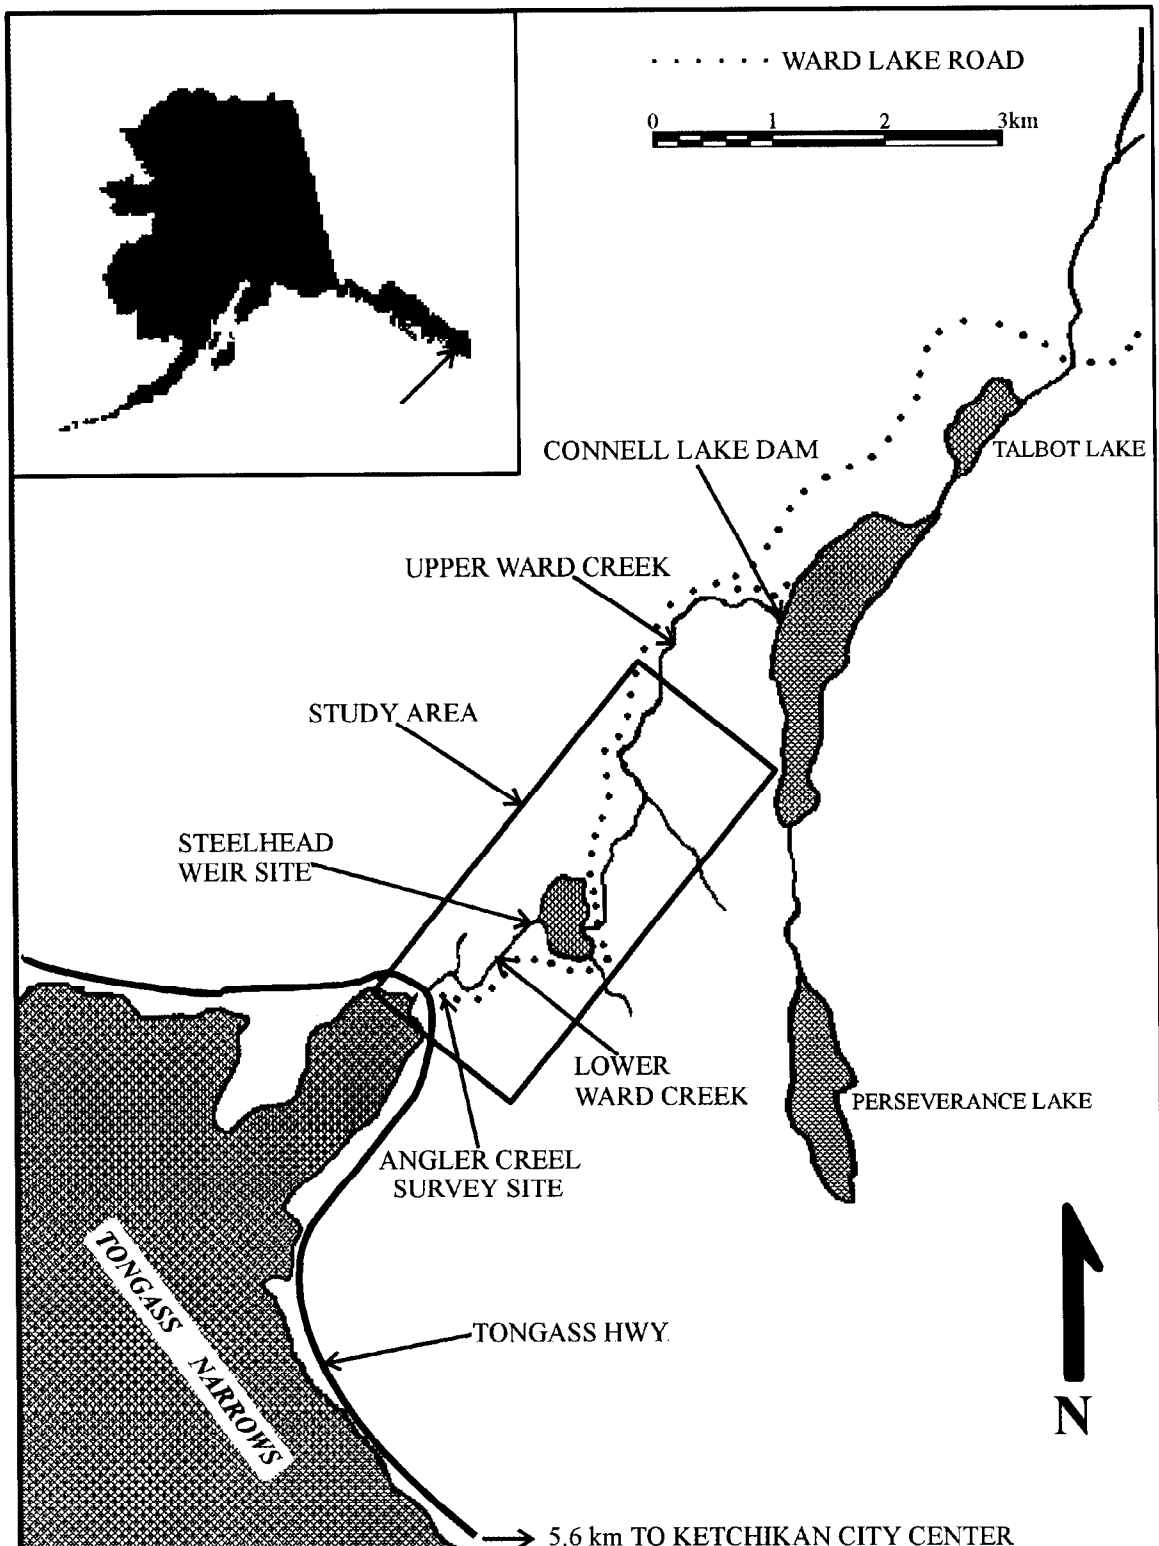 WARD LAKE ROAD
0 1 2 3km
CONNELL LAKE DAM
TALBOT LAKE
UPPER WARD CREEK
STUDY AREA
STEELHEAD
WEIR SITE
LOWER
WARD CREEK
PERSEVERANCE LAKE
ANGLER CREEL
SURVEY SITE
TONGASS NARROWS
TONGASS HWY.
N
5.6 km TO KETCHIKAN CITY CENTER